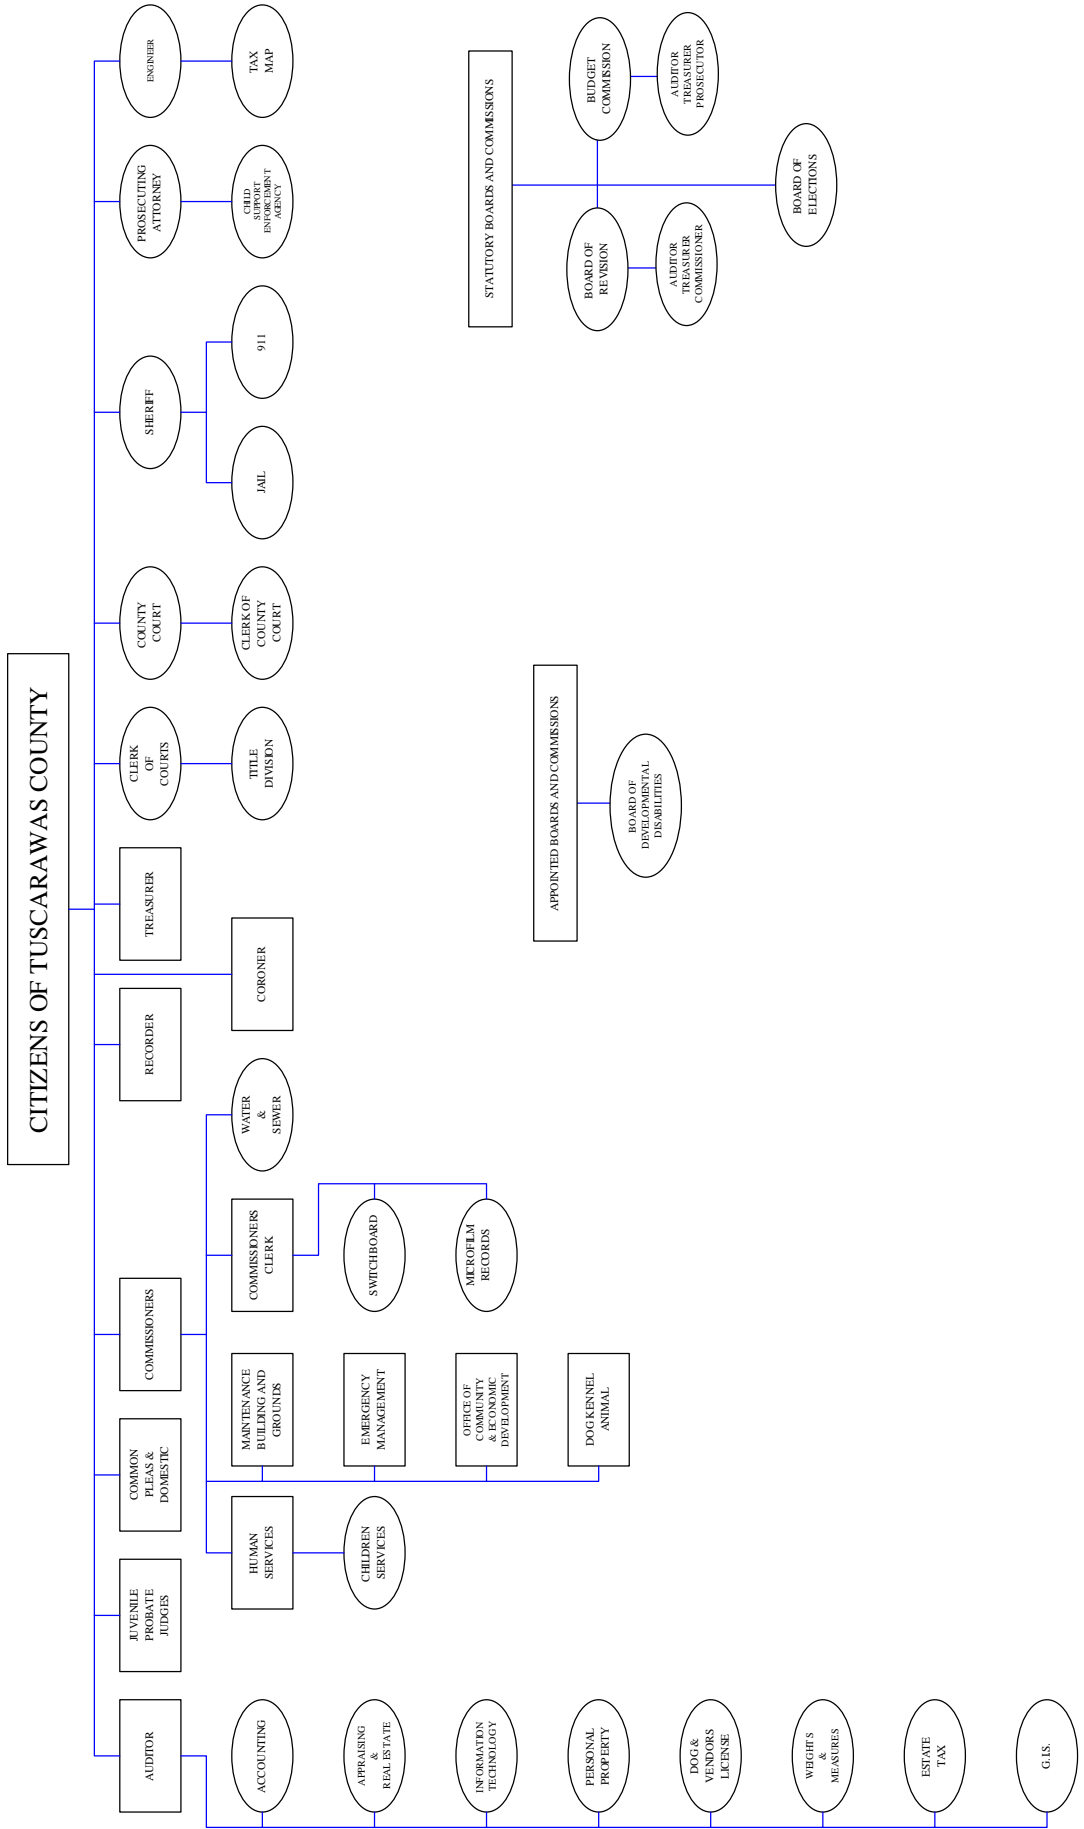 CITIZENS OF TUSCARAWAS COUNTY
AUDITOR
ACCOUNTING
APPRAISING
&
REAL ESTATE
INFORMATION
TECHNOLOGY
PERSONAL
PROPERTY
DOG &
VENDORS
LICENSE
WEIGHTS
&
MEASURES
ESTATE
TAX
G.I.S.
JUVENILE
PROBATE
JUDGES
COMMON
PLEAS &
DOMESTIC
COMMISSIONERS
HUMAN
SERVICES
CHILDREN
SERVICES
MAINTENANCE
BUILDING AND
GROUNDS
EMERGENCY
MANAGEMENT
OFFICE OF
COMMUNITY
& ECONOMIC
DEVELOPMENT
DOG KENNEL
ANIMAL
COMMISSIONERS
CLERK
SWITCHBOARD
MICROFILM
RECORDS
WATER
&
SEWER
RECORDER
CORONER
TREASURER
CLERK
OF
COURTS
TITLE
DIVISION
COUNTY
COURT
CLERK OF
COUNTY
COURT
SHERIFF
JAIL
911
PROSECUTING
ATTORNEY
CHILD
SUPPORT
ENFORCEMENT
AGENCY
ENGINEER
TAX
MAP
APPOINTED BOARDS AND COMMISSIONS
BOARD OF
DEVELOPMENTAL
DISABILITIES
STATUTORY BOARDS AND COMMISSIONS
BOARD OF
REVISION
AUDITOR
TREASURER
COMMISSIONER
BUDGET
COMMISSION
AUDITOR
TREASURER
PROSECUTOR
BOARD OF
ELECTIONS